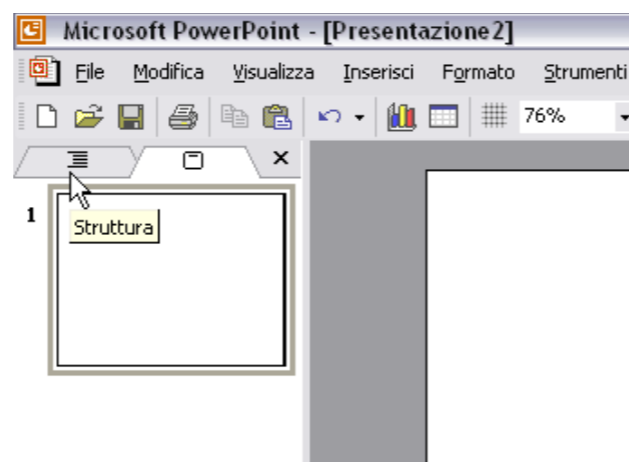 Microsoft PowerPoint - [Presentazione2]
File Modifica Visualizza Inserisci Formato Strumenti
76%
1
Struttura